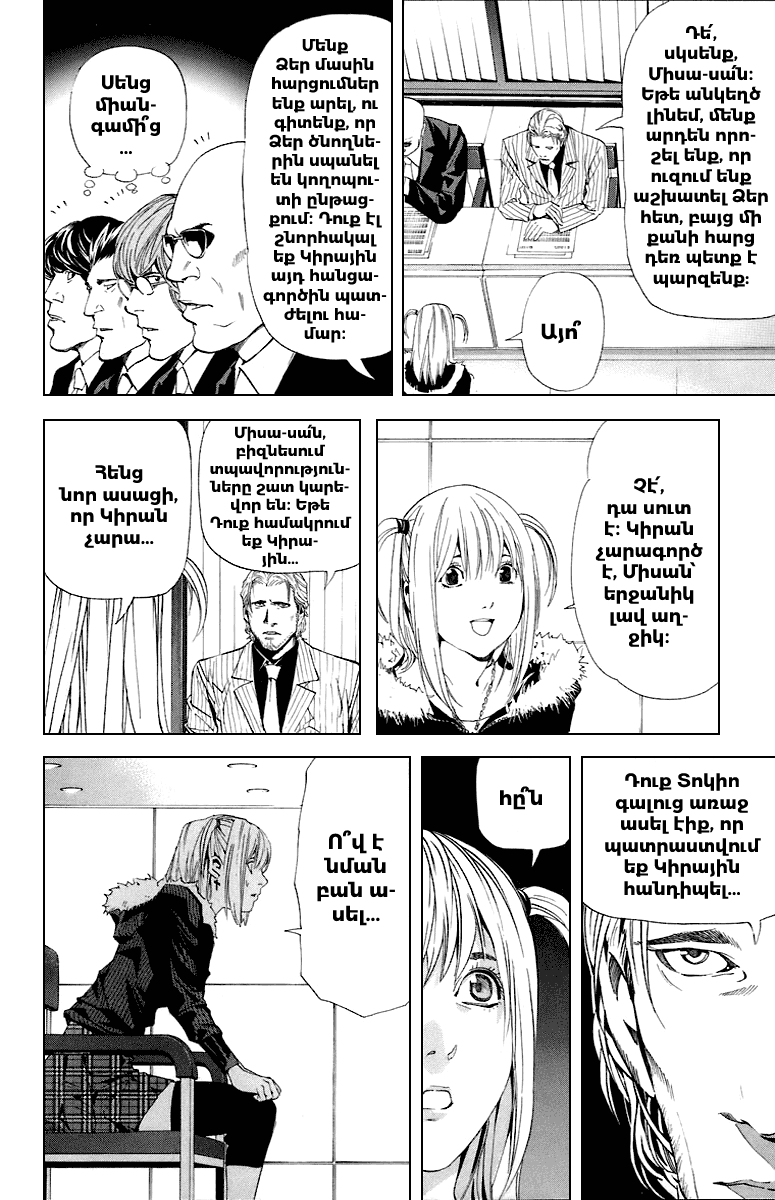 Դե՛,
սկսենք,
Միսա-սա՛ն։
Եթե անկեղծ
լինեմ, մենք
արդեն որո-
շել ենք, որ
ուզում ենք
աշխատել Ձեր
հետ, բայց մի
քանի հարց
դեռ պետք է
պարզենք։
Այո՞
Մենք
Ձեր մասին
հարցումներ
ենք արել, ու
գիտենք, որ
Ձեր ծնողնե-
րին սպանել
են կողոպու-
տի ընթաց-
քում։ Դուք էլ
շնորհակալ
եք Կիրային
այդ հանցա-
գործին պատ-
ժելու հա-
մար։
Սենց
միան-
գամի՞ց
...
Չէ՛,
դա սուտ
է։ Կիրան
չարագործ
է, Միսան՝
երջանիկ
լավ աղ-
ջիկ։
Միսա-սա՛ն,
բիզնեսում
տպավորություն-
ները շատ կարե-
վոր են։ Եթե
Դուք համակրում
եք Կիրա-
յին...
Հենց
նոր ասացի,
որ Կիրան
չարա...
Դուք Տոկիո
գալուց առաջ
ասել էիք, որ
պատրաստվում
եք Կիրային
հանդիպել...
հը՞ն
Ո՞վ է
նման
բան ա-
սել...